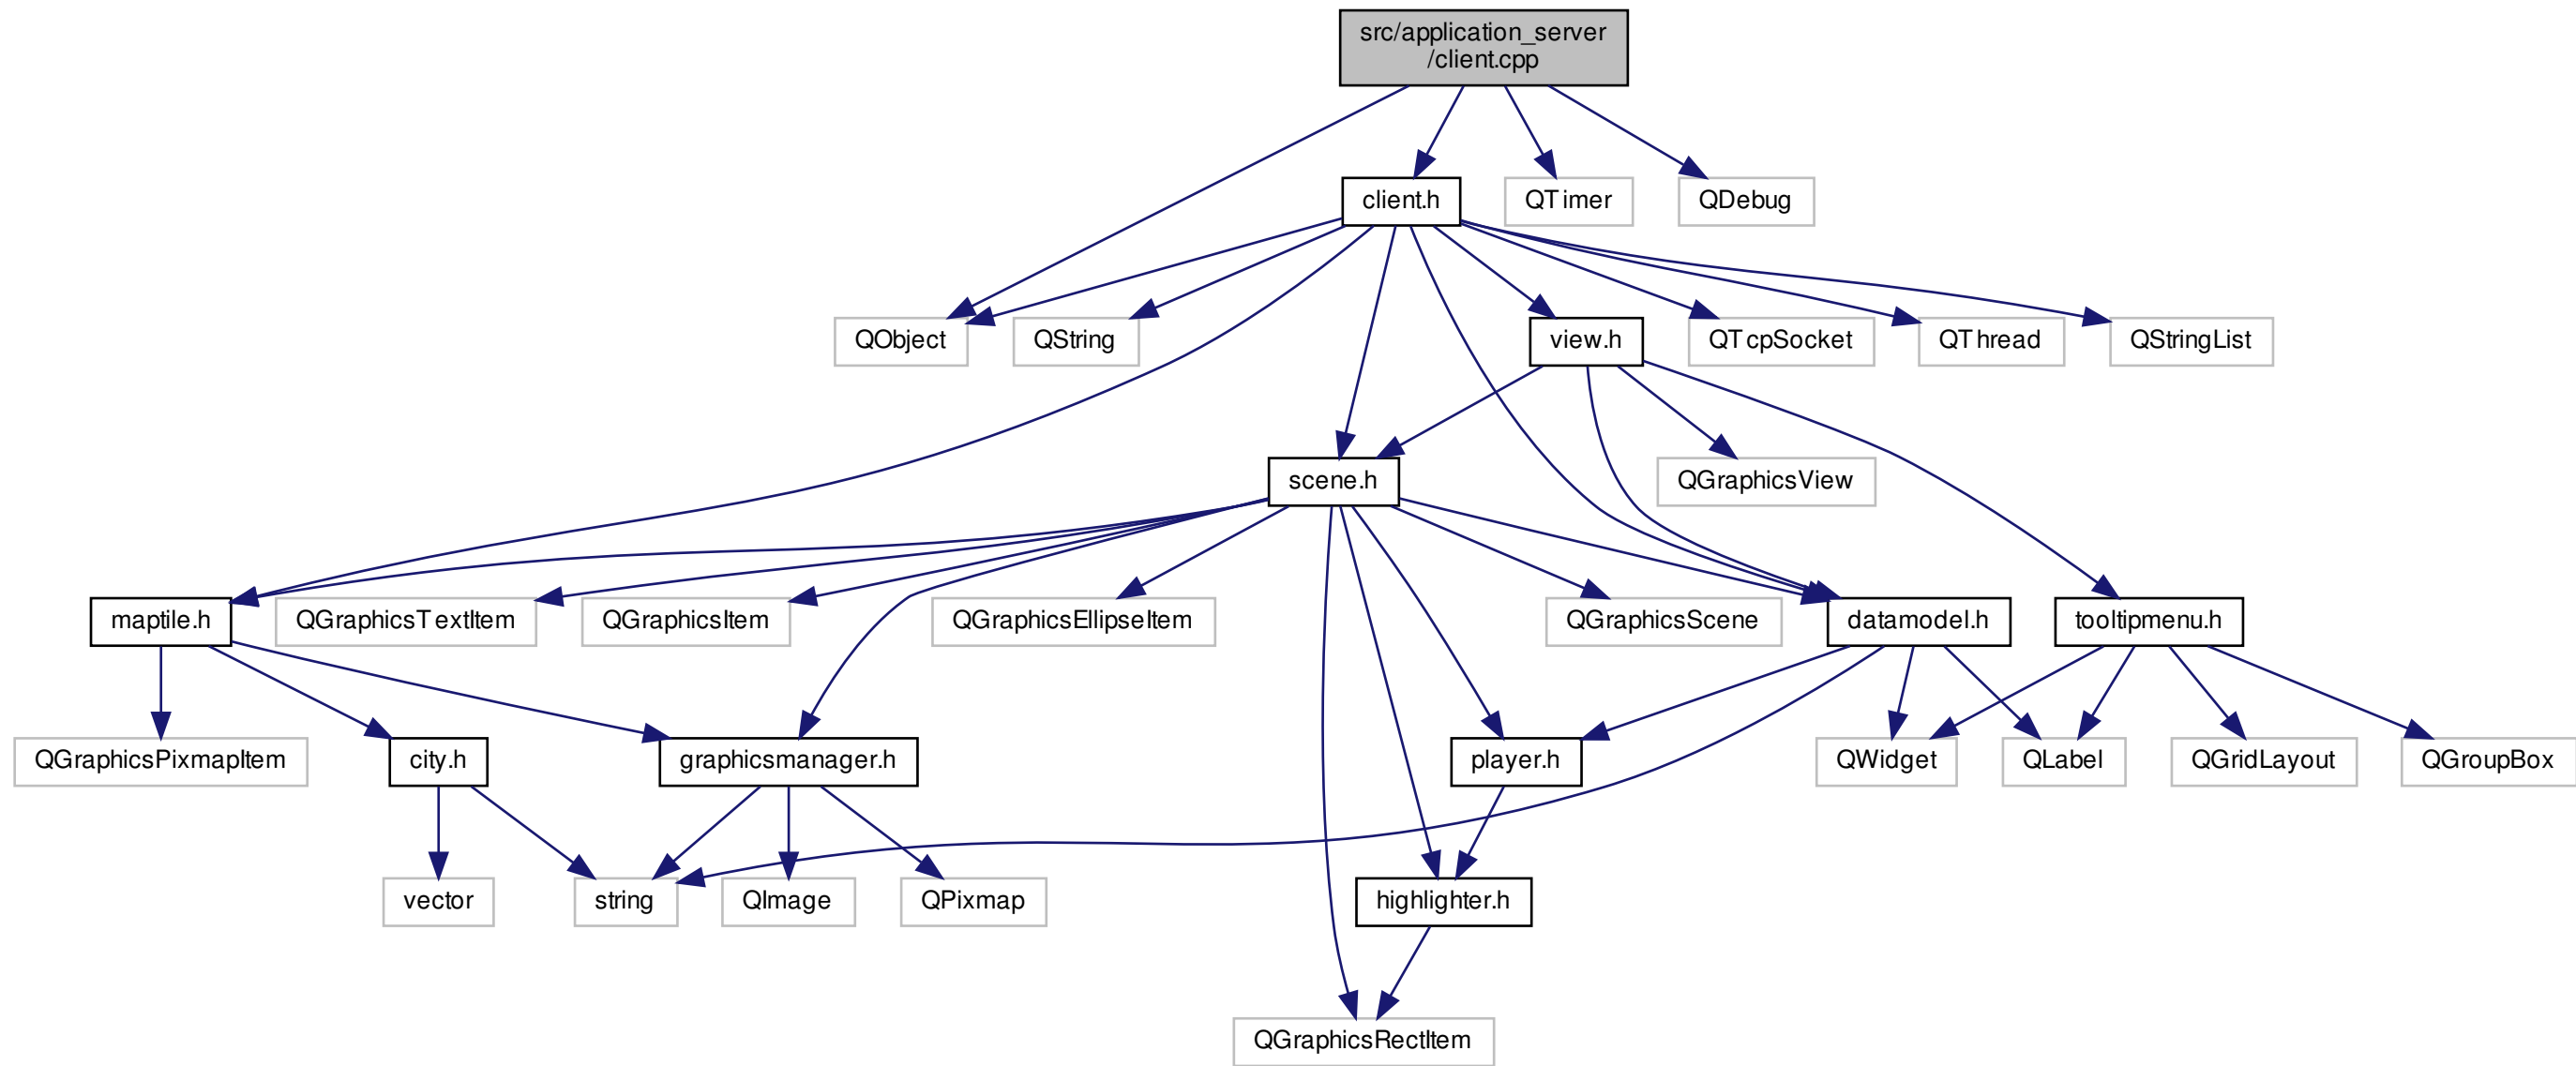 src/application_server
/client.cpp
client.h
QTimer
QDebug
QObject
QString
view.h
QTcpSocket
QThread
QStringList
scene.h
QGraphicsView
maptile.h
QGraphicsTextItem
QGraphicsItem
QGraphicsEllipseItem
QGraphicsScene
datamodel.h
tooltipmenu.h
QGraphicsPixmapItem
city.h
graphicsmanager.h
player.h
QWidget
QLabel
QGridLayout
QGroupBox
vector
string
QImage
QPixmap
highlighter.h
QGraphicsRectItem